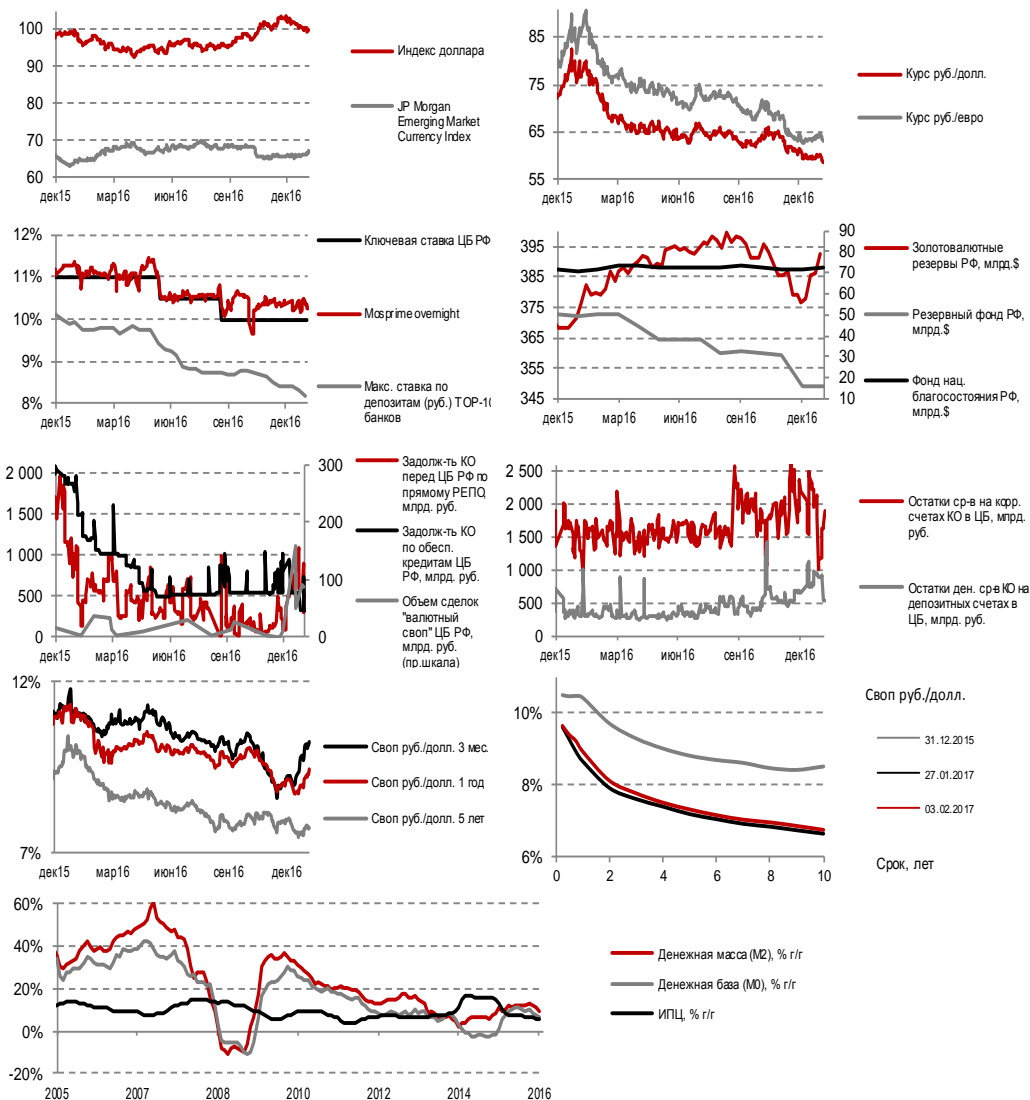 100
90
80
70
60
дек15
мар16
июн16
сен16
дек16
Индекс доллара
JP Morgan
Emerging Market
Currency Index
85
75
65
55
дек15
мар16
июн16
сен16
дек16
Курс руб./долл.
Курс руб./евро
12%
11%
10%
9%
8%
дек15
мар16
июн16
сен16
дек16
Ключевая ставка ЦБ РФ
Mosprime overnight
Макс. ставка по
депозитам (руб.) TOP-10
банков
395
385
375
365
355
345
90
80
70
60
50
40
30
20
10
дек15
мар16
июн16
сен16
дек16
Золотовалютные
резервы РФ, млрд.$
Резервный фонд РФ,
млрд.$
Фонд нац.
благосостояния РФ,
млрд.$
2 000
1 500
1 000
500
0
300
200
100
0
дек15
мар16
июн16
сен16
дек16
Задолж-ть КО
перед ЦБ РФ по
прямому РЕПО,
млрд. руб.
Задолж-ть КО
по обесп.
кредитам ЦБ
РФ, млрд. руб.
Объем сделок
"валютный
своп" ЦБ РФ,
млрд. руб.
(пр.шкала)
2 500
2 000
1 500
1 000
500
0
дек15
мар16
июн16
сен16
дек16
Остатки ср-в на корр.
счетах КО в ЦБ, млрд.
руб.
Остатки ден. ср-в КО на
депозитных счетах в
ЦБ, млрд. руб.
12%
7%
дек15
мар16
июн16
сен16
дек16
Своп руб./долл. 3 мес.
Своп руб./долл. 1 год
Своп руб./долл. 5 лет
10%
8%
6%
0
2
4
6
8
10
Своп руб./долл.
31.12.2015
27.01.2017
03.02.2017
Срок, лет
60%
40%
20%
0%
-20%
2005
2007
2008
2010
2012
2014
2016
Денежная масса (М2), % г/г
Денежная база (М0), % г/г
ИПЦ, % г/г